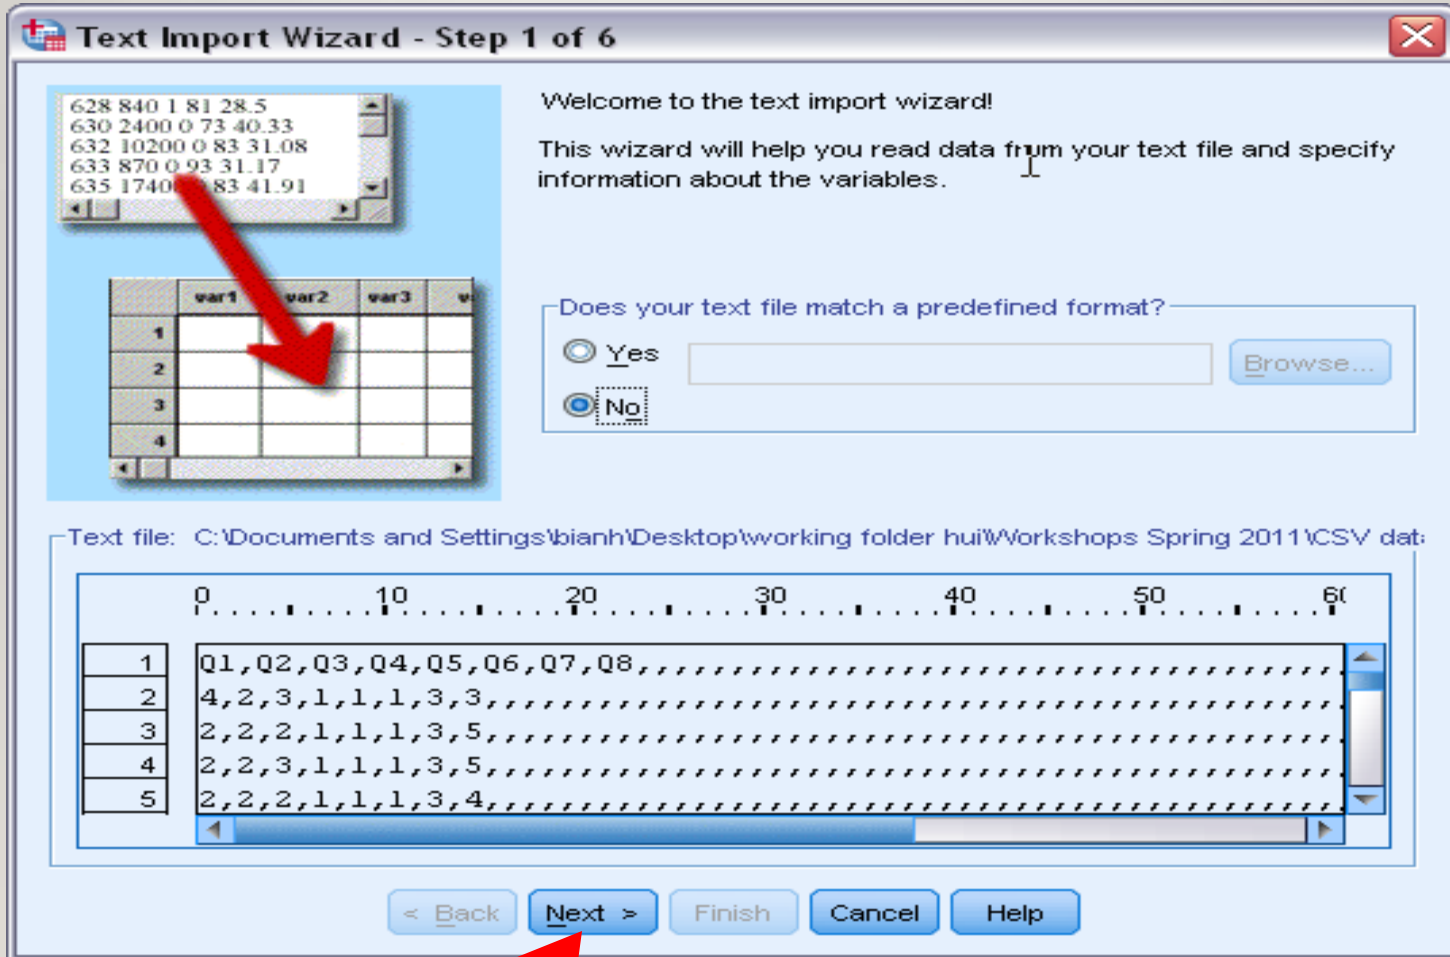 Text Import Wizard - Step 1 of 6
628 840 1 81 28.5
630 2400 0 73 40.33
632 10200 0 83 31.08
633 870 0 93 31.17
635 1740 83 41.91
var1 var2 var3 v
1
2
3
4
Welcome to the text import wizard!
This wizard will help you read data from your text file and specify
information about the variables.
Does your text file match a predefined format?
Yes
Browse...
No
Text file: C:\Documents and Settings\bianh\Desktop\working folder hui\Workshops Spring 2011\CSV dat
0 10 20 30 40 50 60
1 Q1,Q2,Q3,Q4,Q5,Q6,Q7,Q8,,,,,,,,,,,,,,,,,,,,,,,,,,,,,,,,,,,,,
2 4,2,3,1,1,1,3,3,,,,,,,,,,,,,,,,,,,,,,,,,,,,,,,,,,,,,,,,,,,,,
3 2,2,2,1,1,1,3,5,,,,,,,,,,,,,,,,,,,,,,,,,,,,,,,,,,,,,,,,,,,,,
4 2,2,3,1,1,1,3,5,,,,,,,,,,,,,,,,,,,,,,,,,,,,,,,,,,,,,,,,,,,,,
5 2,2,2,1,1,1,3,4,,,,,,,,,,,,,,,,,,,,,,,,,,,,,,,,,,,,,,,,,,,,,
< Back Next > Finish Cancel Help